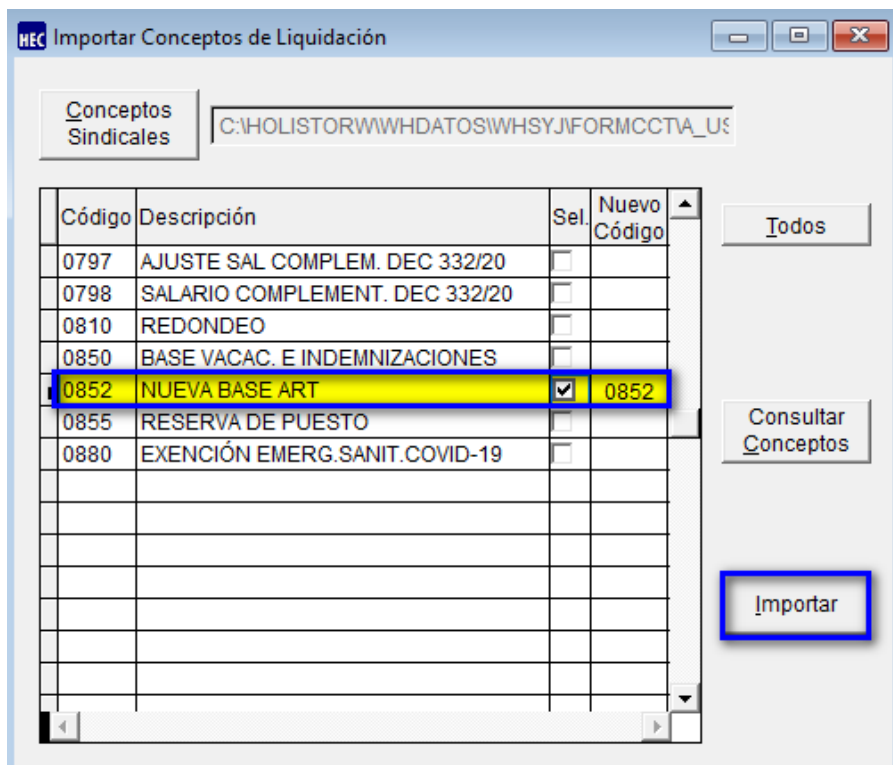 HEC Importar Conceptos de Liquidación
Conceptos
Sindicales
C:\HOLISTORW\WHDATOS\WHSYJ\FORMCCT\A_US
Código Descripción Sel. Nuevo
Código
0797 AJUSTE SAL COMPLEM. DEC 332/20
0798 SALARIO COMPLEMENT. DEC 332/20
0810 REDONDEO
0850 BASE VACAC. E INDEMNIZACIONES
0852 NUEVA BASE ART 0852
0855 RESERVA DE PUESTO
0880 EXENCIÓN EMERG.SANIT.COVID-19
Todos
Consultar
Conceptos
Importar